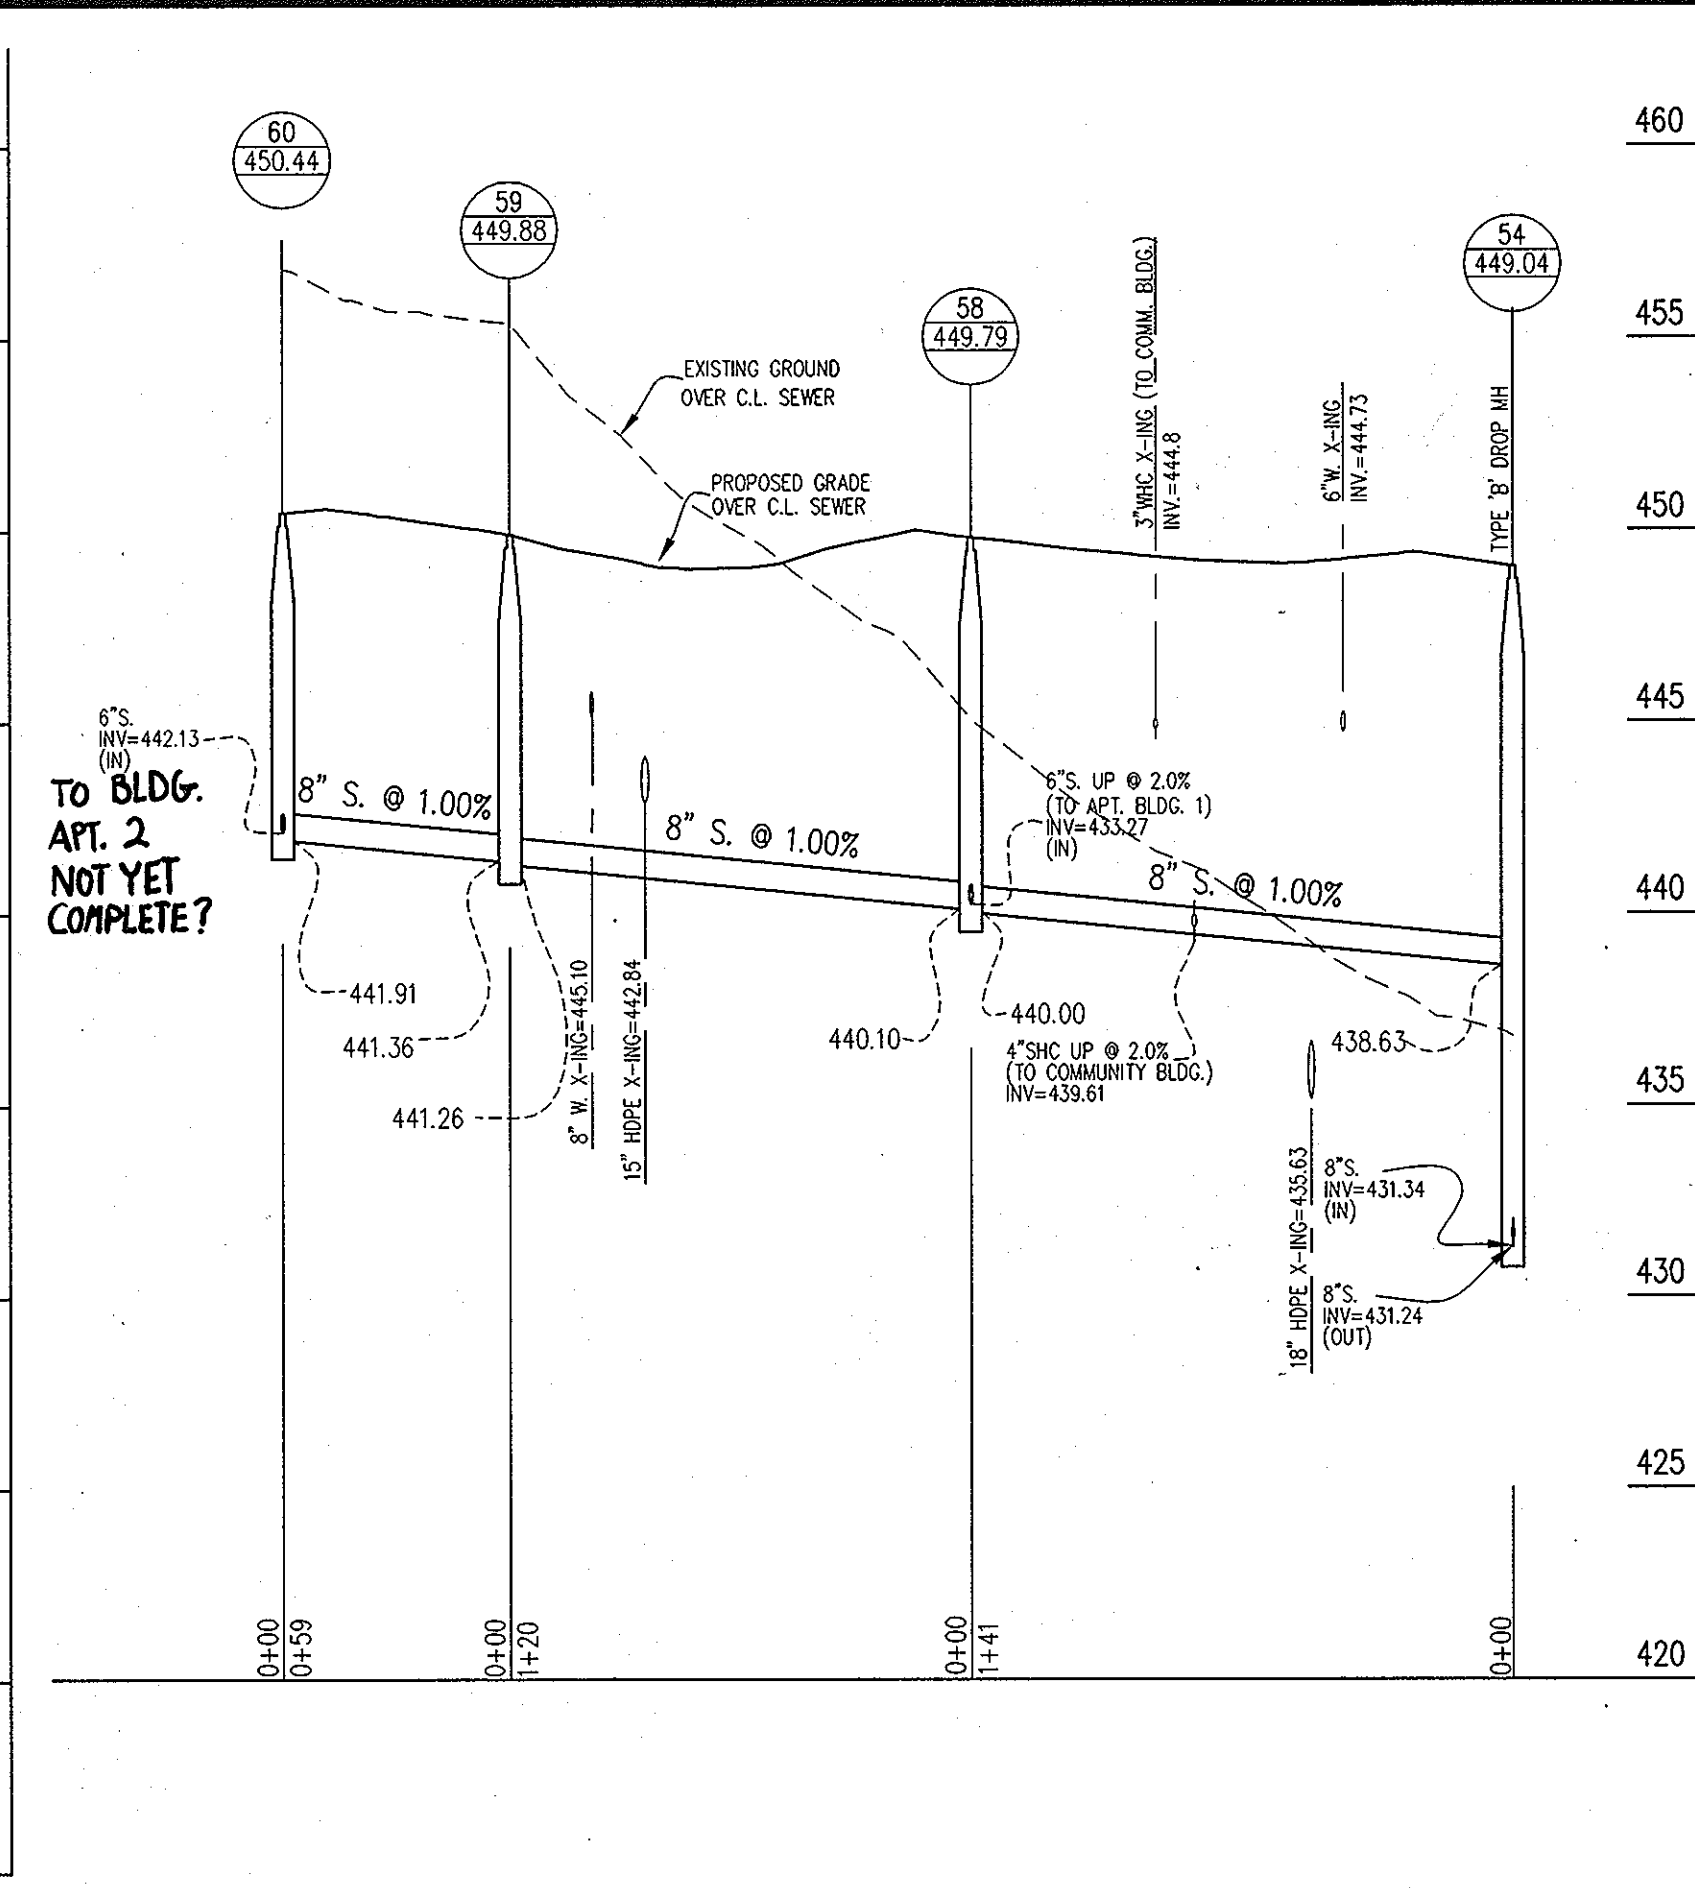 60
450.44
59
449.88
58
449.79
54
449.04
460
455
450
445
440
435
430
425
420
EXISTING GROUND
OVER C.L. SEWER
PROPOSED GRADE
OVER C.L. SEWER
3"WHC X-ING (TO COMM. BLDG.)
INV.=444.8
6"W. X-ING
INV.=444.73
TYPE 'B' DROP MH
6"S.
INV=442.13
(IN)
TO BLDG.
APT. 2
NOT YET
COMPLETE?
8" S. @ 1.00%
8" S. @ 1.00%
8" S. @ 1.00%
6"S. UP @ 2.0%
(TO APT. BLDG. 1)
INV=433.27
(IN)
441.91
441.36
441.26
8" W. X-ING=445.10
15" HDPE X-ING=442.84
440.10
440.00
4"SHC UP @ 2.0%
(TO COMMUNITY BLDG.)
INV=439.61
438.63
18" HDPE X-ING=435.63
8"S.
INV=431.34
(IN)
8"S.
INV=431.24
(OUT)
0+00
0+59
0+00
1+20
0+00
1+41
0+00